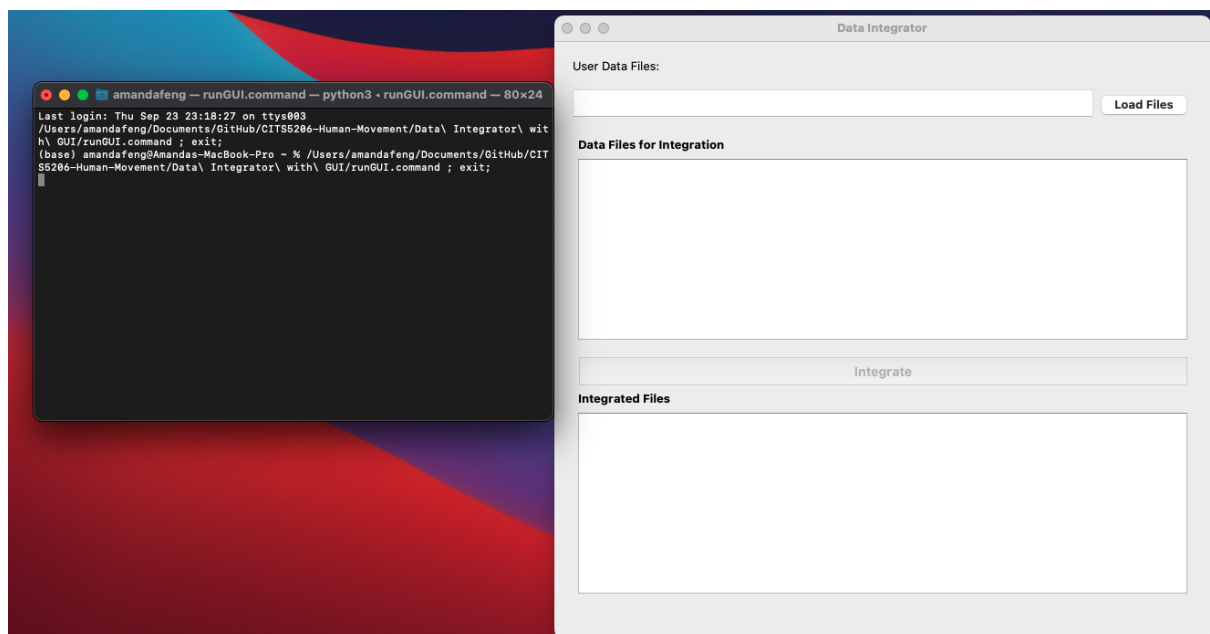 amandafeng — runGUI.command — python3 ◂ runGUI.command — 80×24
Last login: Thu Sep 23 23:18:27 on ttys003
/Users/amandafeng/Documents/GitHub/CITS5206-Human-Movement/Data\ Integrator\ wit
h\ GUI/runGUI.command ; exit;
(base) amandafeng@Amandas-MacBook-Pro ~ % /Users/amandafeng/Documents/GitHub/CIT
S5206-Human-Movement/Data\ Integrator\ with\ GUI/runGUI.command ; exit;
Data Integrator
User Data Files:
Load Files
Data Files for Integration
Integrate
Integrated Files